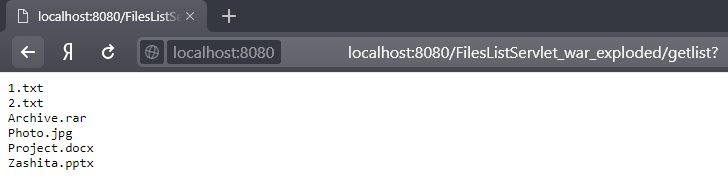 localhost:8080/FilesListSer
Я
localhost:8080
localhost:8080/FilesListServlet_war_exploded/getlist?
1.txt
2.txt
Archive.rar
Photo.jpg
Project.docx
Zashita.pptx